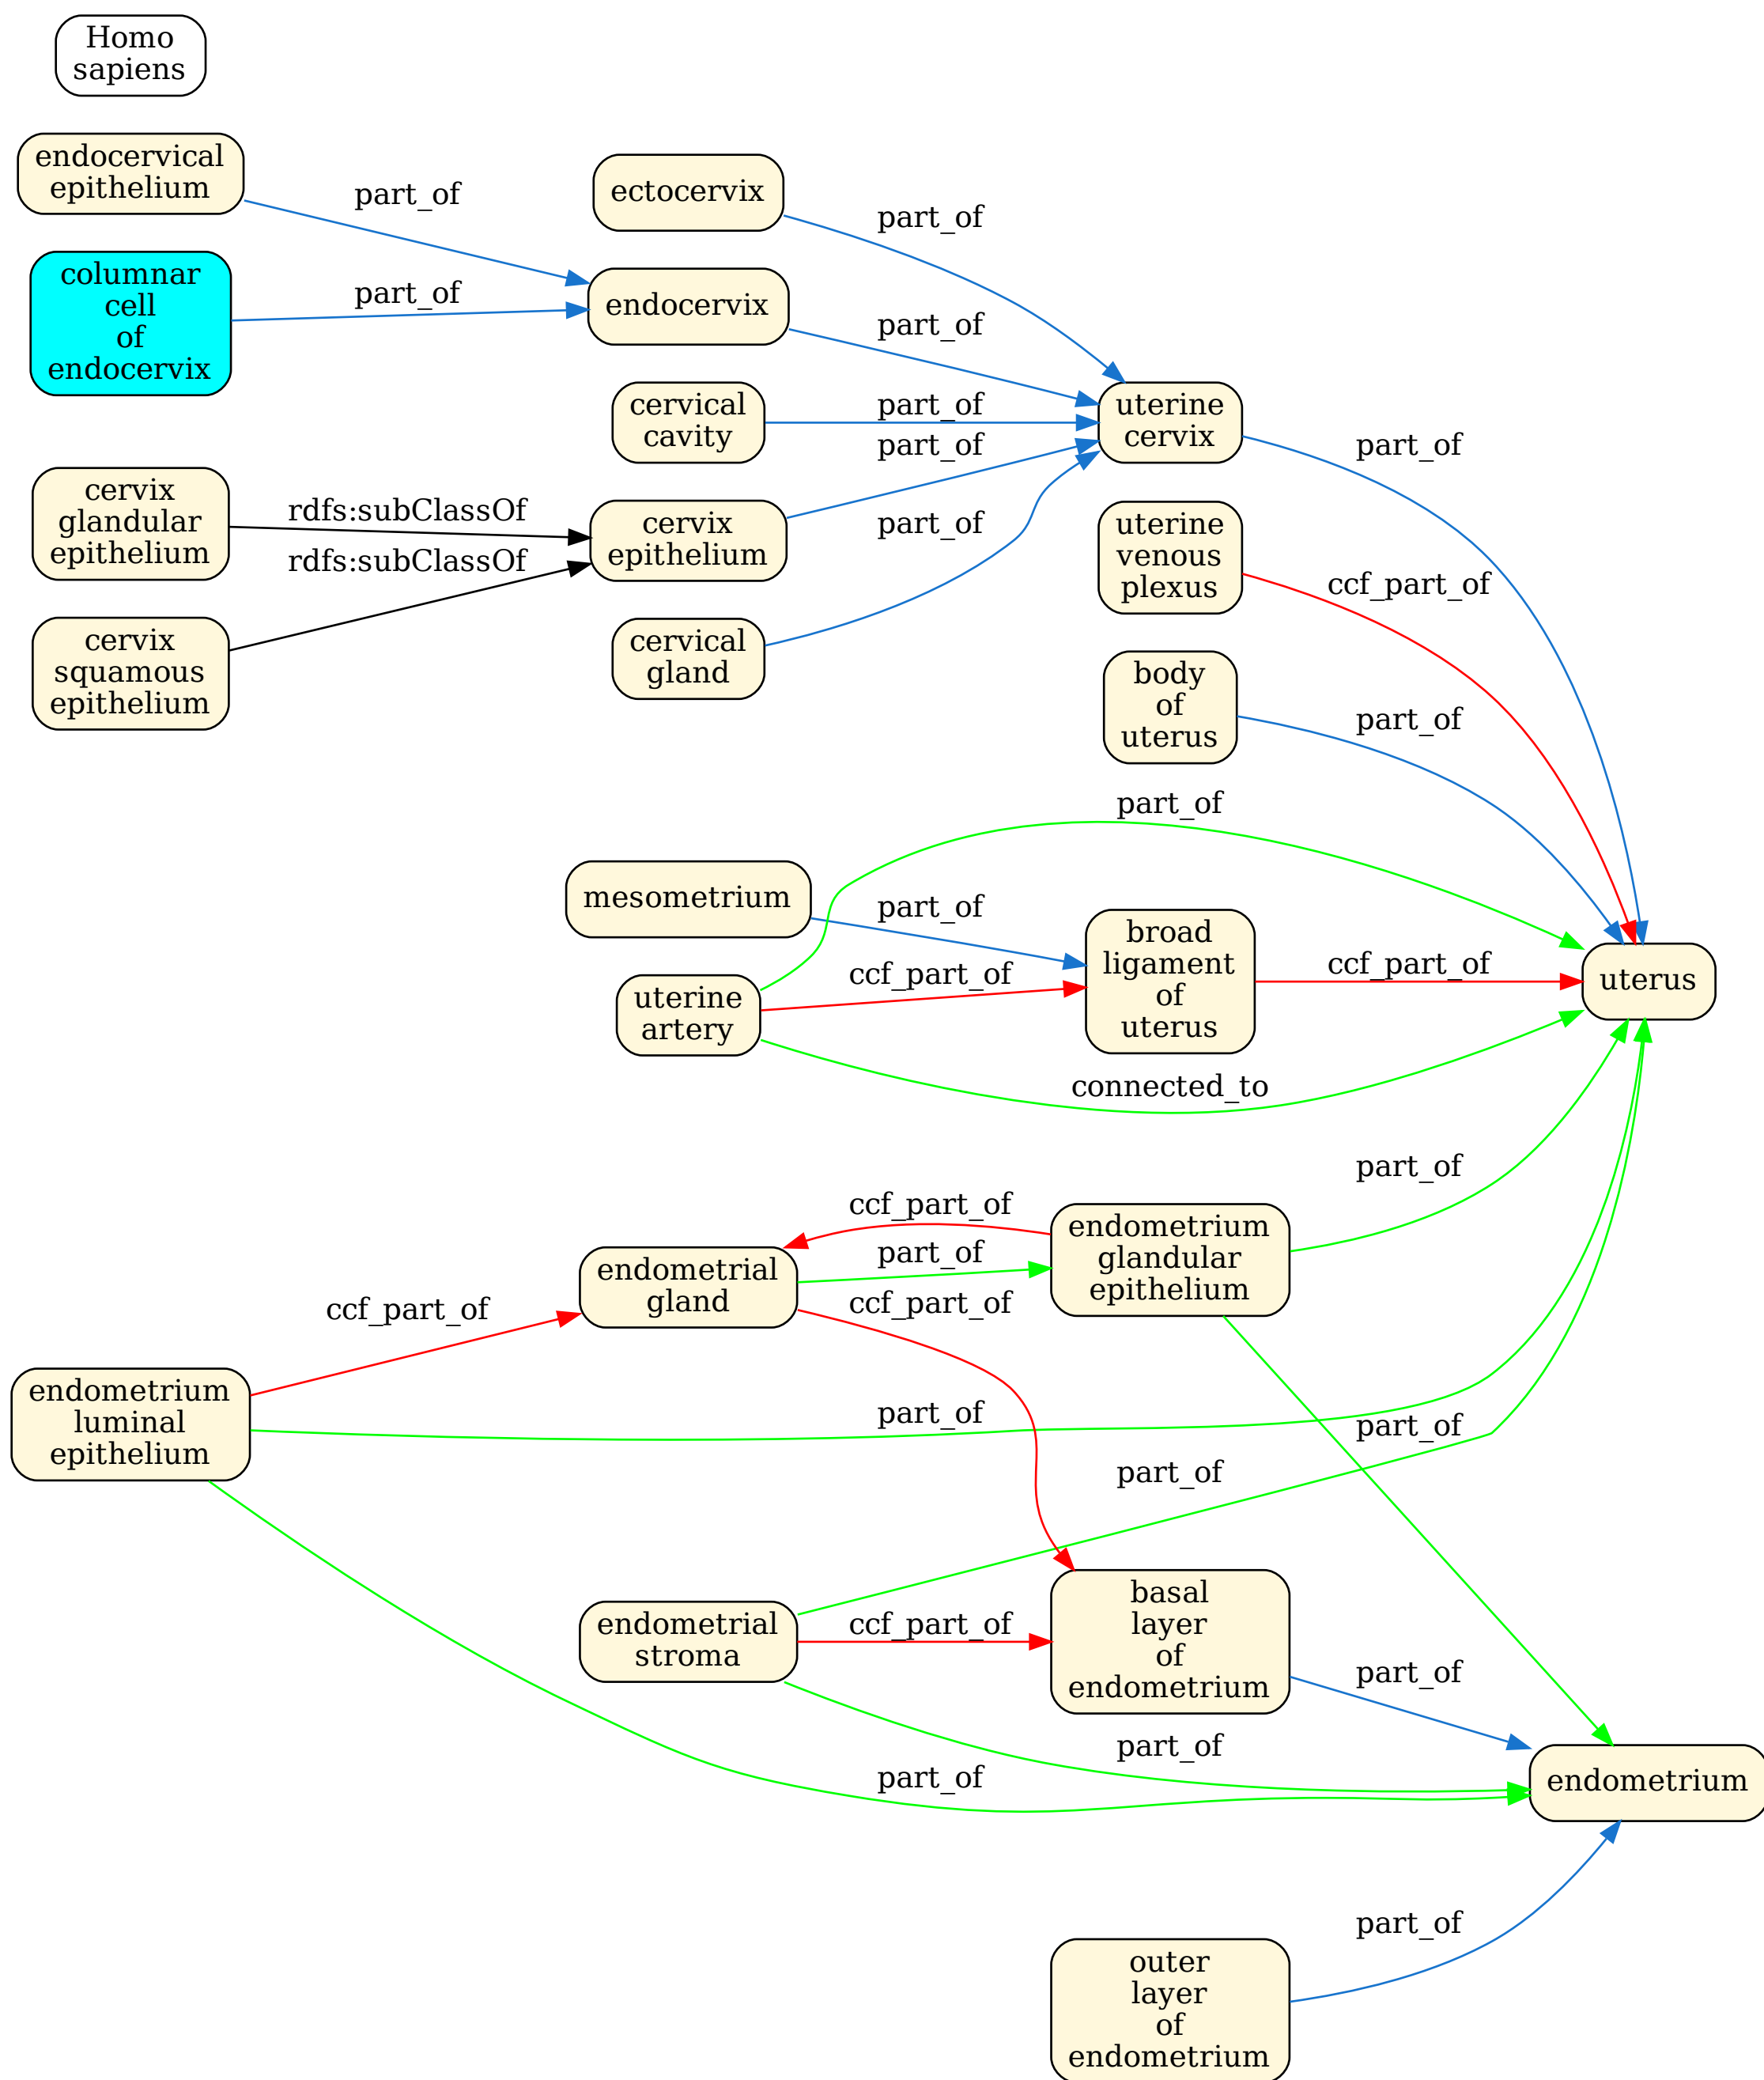 Homo
sapiens
endocervical
epithelium
part_of
ectocervix
part_of
columnar
cell
of
endocervix
part_of
endocervix
part_of
cervical
cavity
part_of
uterine
cervix
part_of
cervix
glandular
epithelium
rdfs:subClassOf
cervix
epithelium
part_of
cervix
squamous
epithelium
rdfs:subClassOf
cervical
gland
part_of
uterine
venous
plexus
ccf_part_of
body
of
uterus
part_of
part_of
mesometrium
part_of
broad
ligament
of
uterus
ccf_part_of
uterus
uterine
artery
ccf_part_of
connected_to
part_of
ccf_part_of
endometrium
glandular
epithelium
endometrial
gland
part_of
ccf_part_of
ccf_part_of
endometrium
luminal
epithelium
part_of
part_of
part_of
endometrial
stroma
ccf_part_of
basal
layer
of
endometrium
part_of
part_of
part_of
endometrium
outer
layer
of
endometrium
part_of